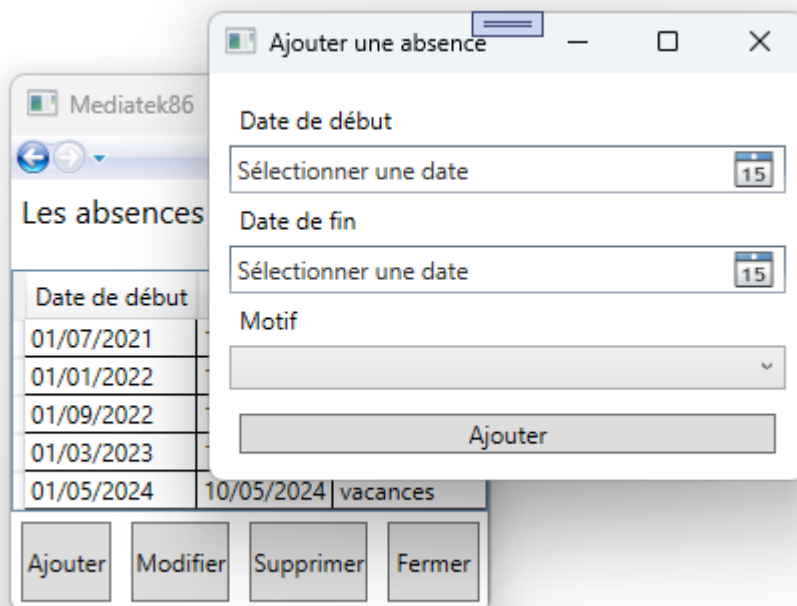 Ajouter une absence
Date de début
Sélectionner une date
15
Date de fin
Sélectionner une date
15
Motif
Ajouter
Mediatek86
Les absences
Date de début
01/07/2021
01/01/2022
01/09/2022
01/03/2023
01/05/2024 10/05/2024 vacances
Ajouter Modifier Supprimer Fermer